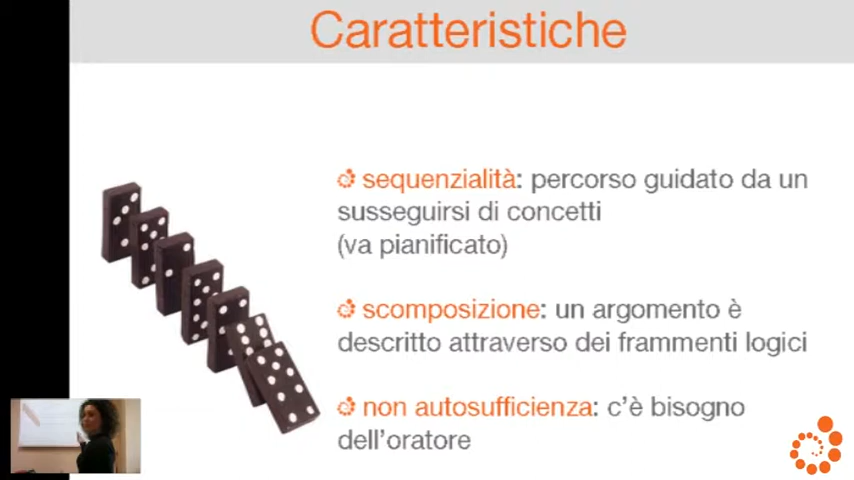 Caratteristiche
sequenzialità: percorso guidato da un
susseguirsi di concetti
(va pianificato)
scomposizione: un argomento è
descritto attraverso dei frammenti logici
non autosufficienza: c'è bisogno
dell'oratore